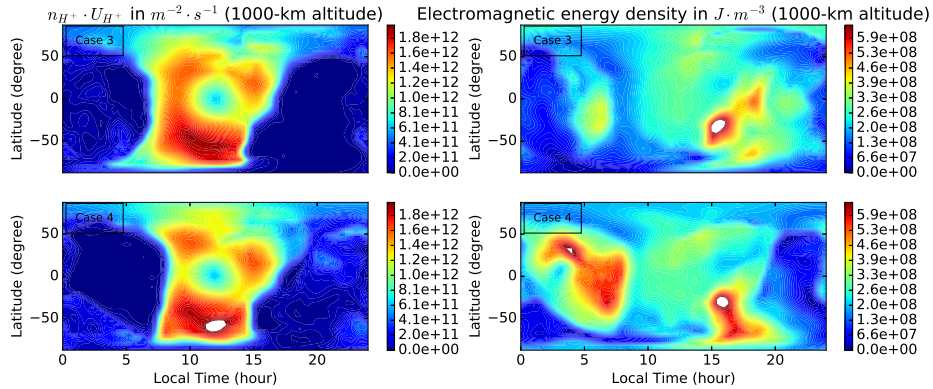 n_{H^+} · U_{H^+} in m^{-2} · s^{-1} (1000-km altitude)
Electromagnetic energy density in J · m^{-3} (1000-km altitude)
Case 3
Latitude (degree)
50
0
−50
1.8e+12
1.6e+12
1.4e+12
1.2e+12
1.0e+12
8.1e+11
6.1e+11
4.1e+11
2.0e+11
0.0e+00
Case 3
Latitude (degree)
50
0
−50
5.9e+08
5.3e+08
4.6e+08
3.9e+08
3.3e+08
2.6e+08
2.0e+08
1.3e+08
6.6e+07
0.0e+00
Case 4
Latitude (degree)
50
0
−50
0 5 10 15 20
Local Time (hour)
1.8e+12
1.6e+12
1.4e+12
1.2e+12
1.0e+12
8.1e+11
6.1e+11
4.1e+11
2.0e+11
0.0e+00
Case 4
Latitude (degree)
50
0
−50
0 5 10 15 20
Local Time (hour)
5.9e+08
5.3e+08
4.6e+08
3.9e+08
3.3e+08
2.6e+08
2.0e+08
1.3e+08
6.6e+07
0.0e+00